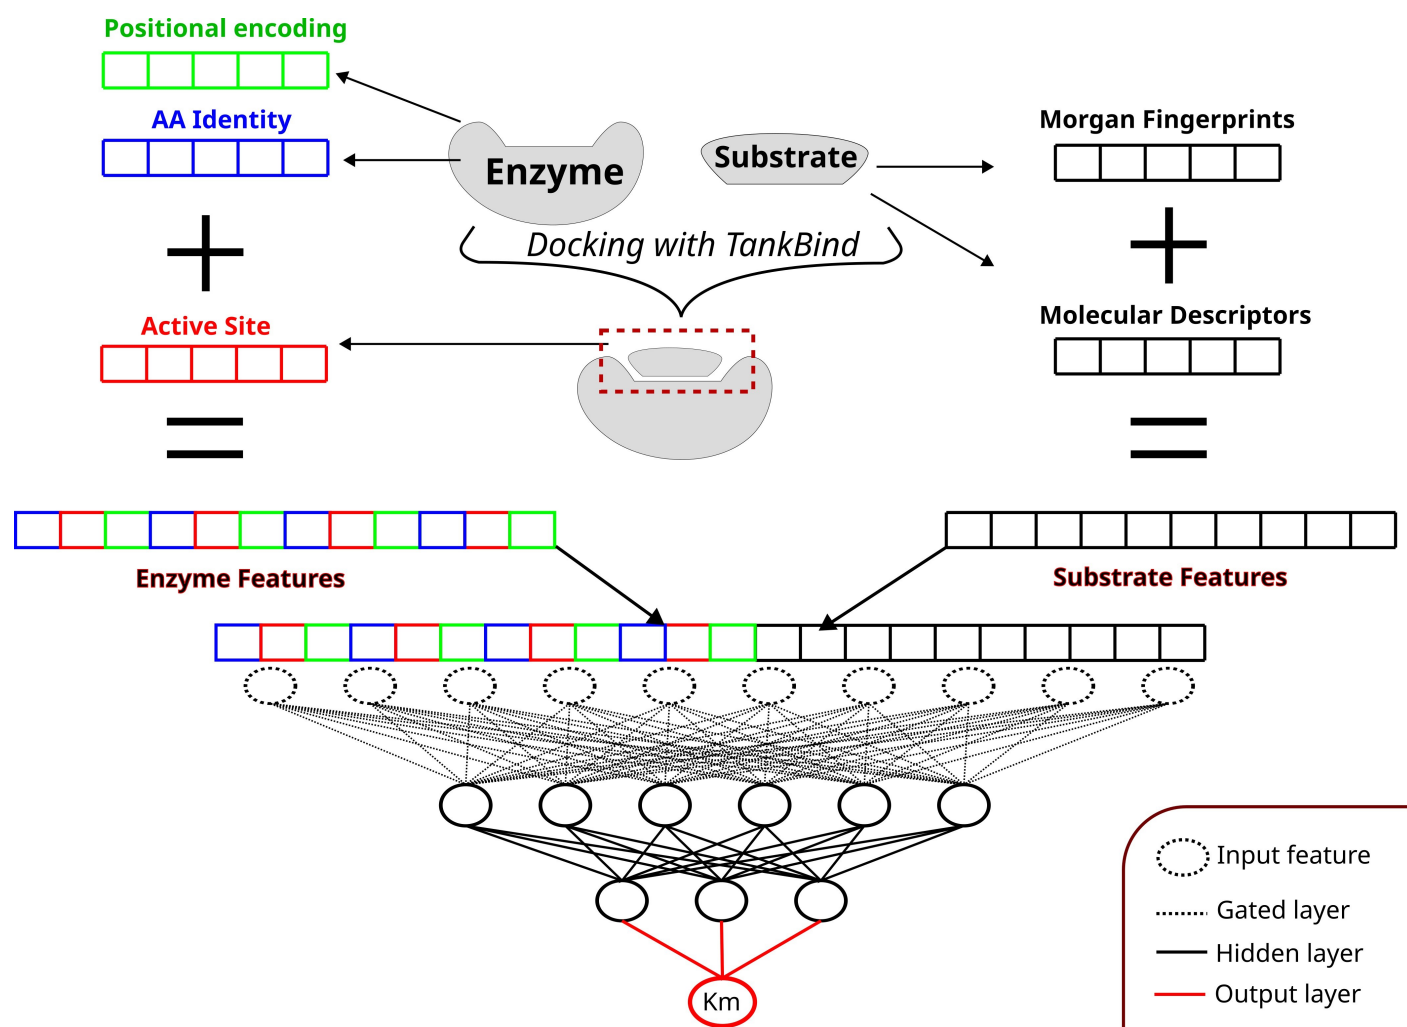 Positional encoding
AA Identity
Enzyme
Substrate
Morgan Fingerprints
Docking with TankBind
Active Site
Molecular Descriptors
Enzyme Features
Substrate Features
Input feature
Gated layer
Hidden layer
Output layer
Km